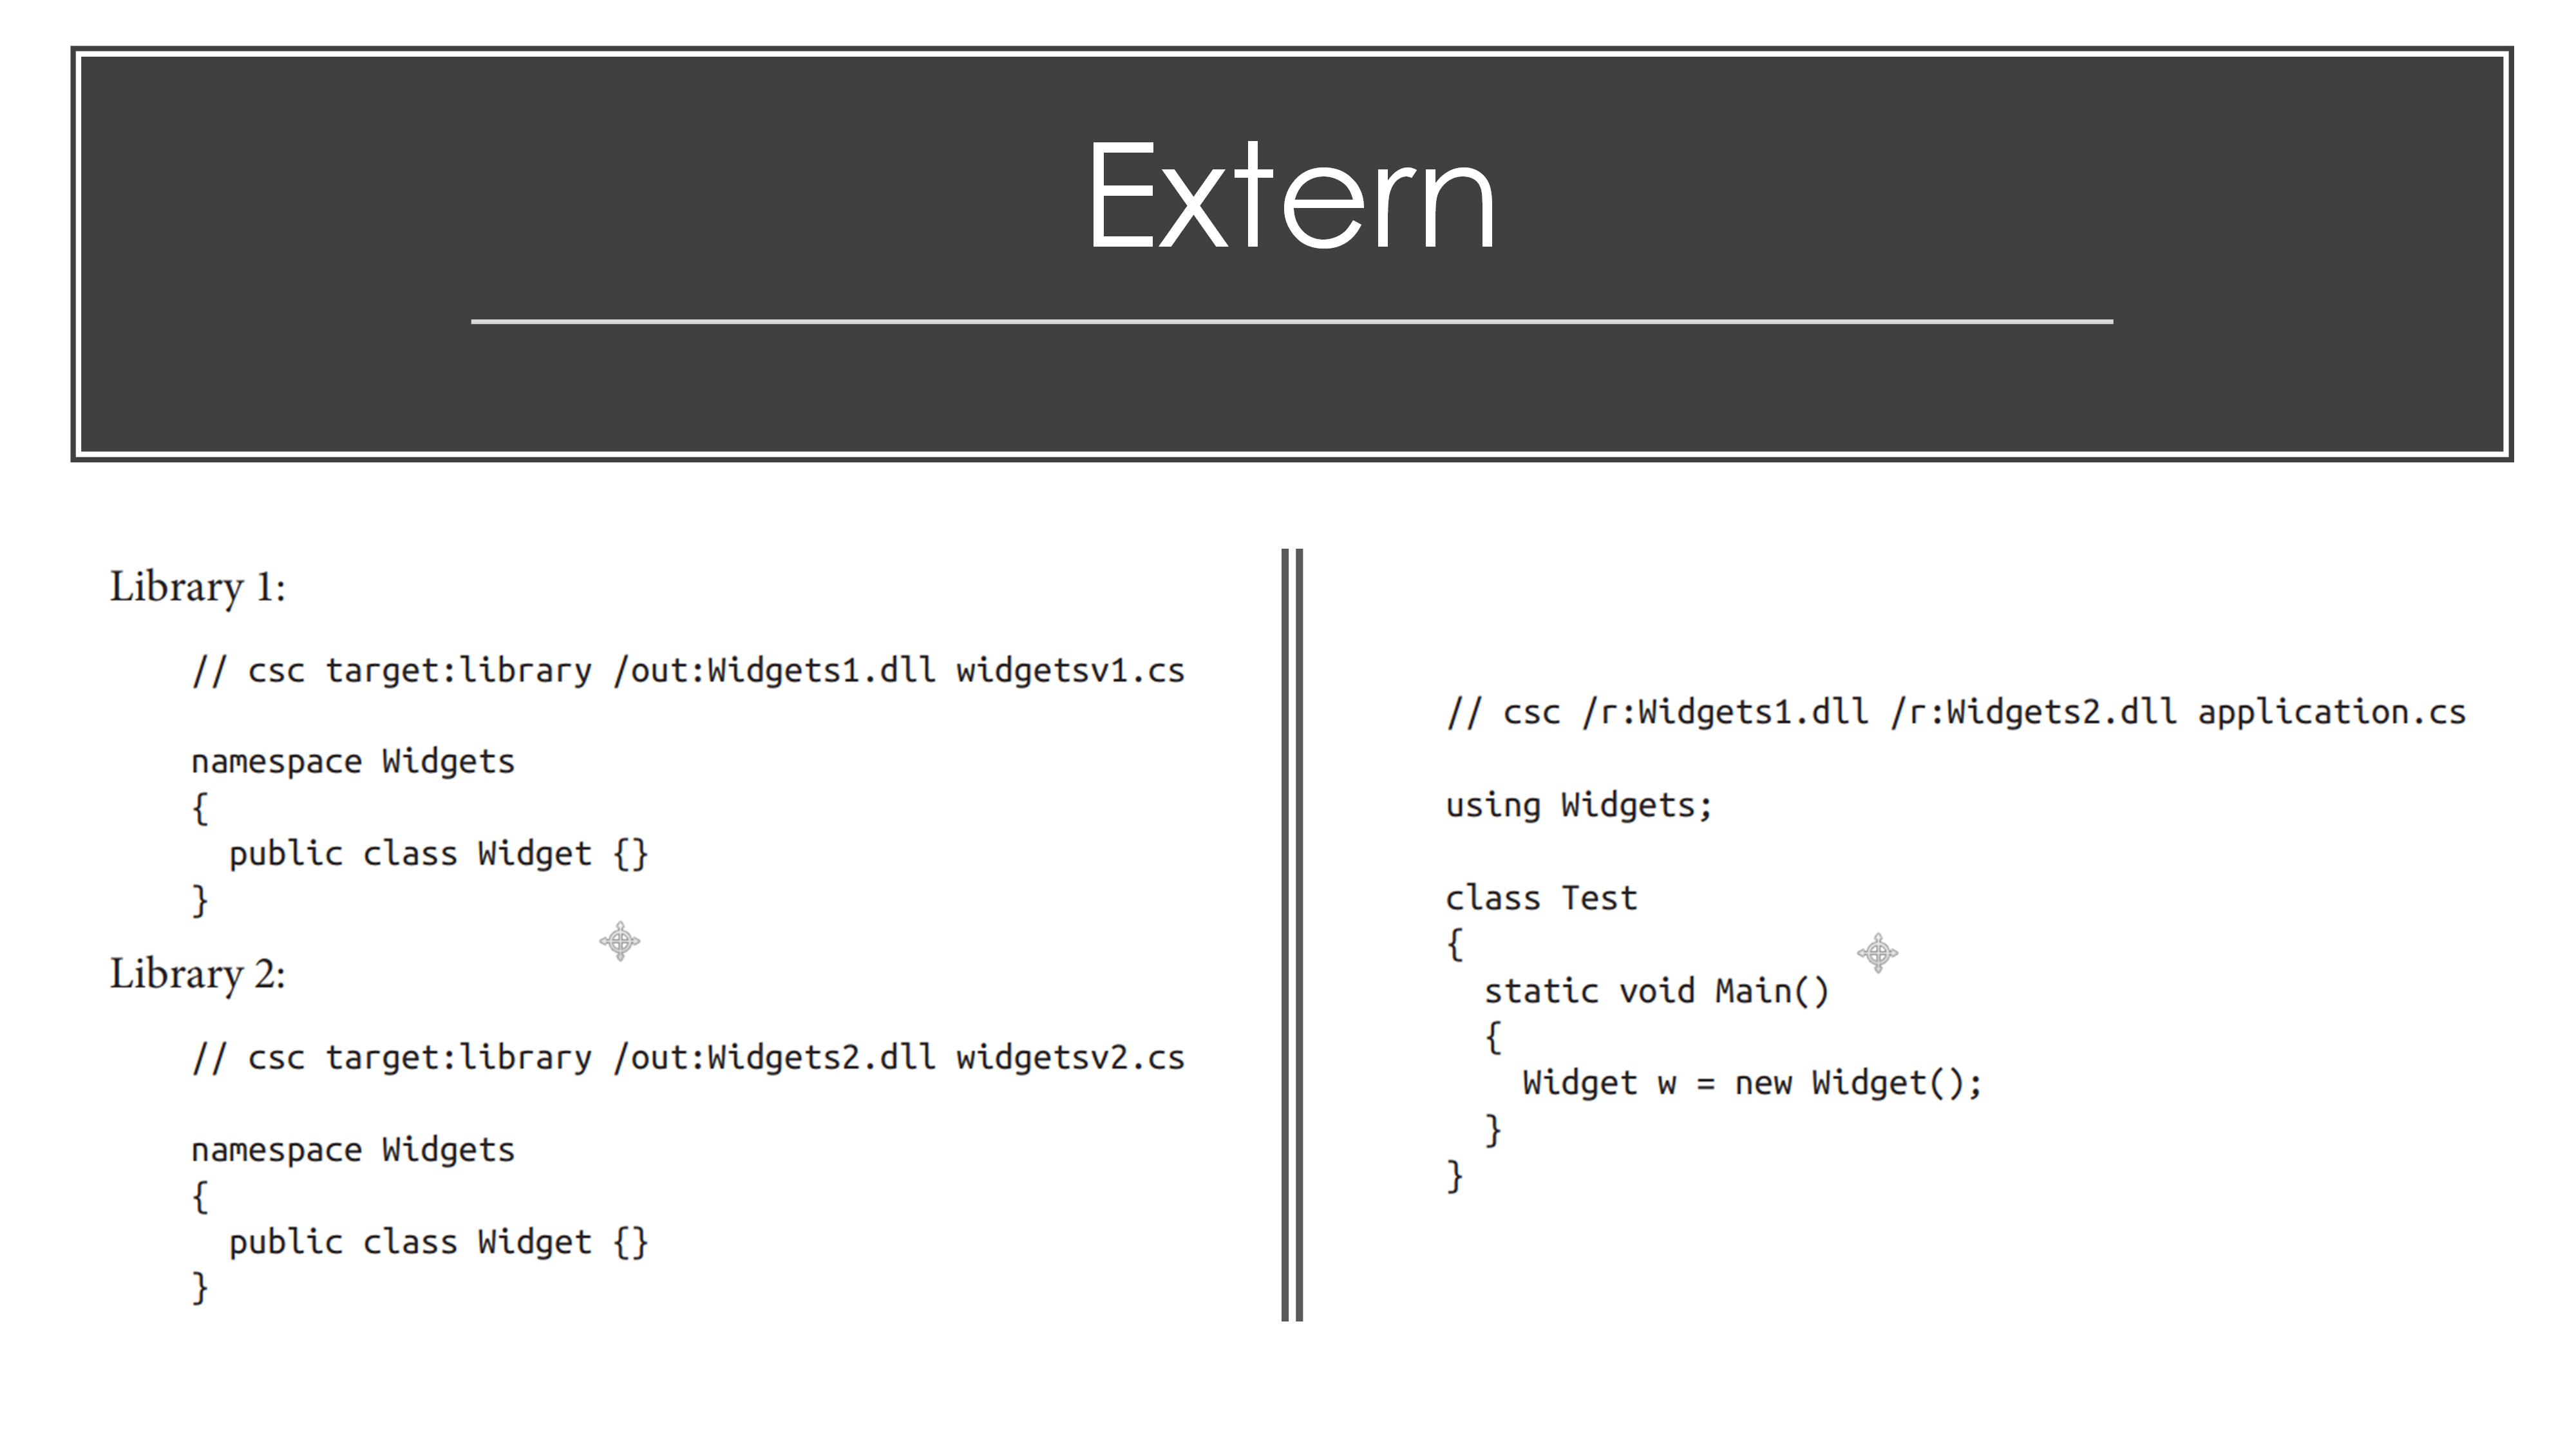 Extern
Library 1:
// csc target:library /out:Widgets1.dll widgetsv1.cs
namespace Widgets
{
  public class Widget {}
}
Library 2:
// csc target:library /out:Widgets2.dll widgetsv2.cs
namespace Widgets
{
  public class Widget {}
}
// csc /r:Widgets1.dll /r:Widgets2.dll application.cs
using Widgets;
class Test
{
  static void Main()
  {
    Widget w = new Widget();
  }
}